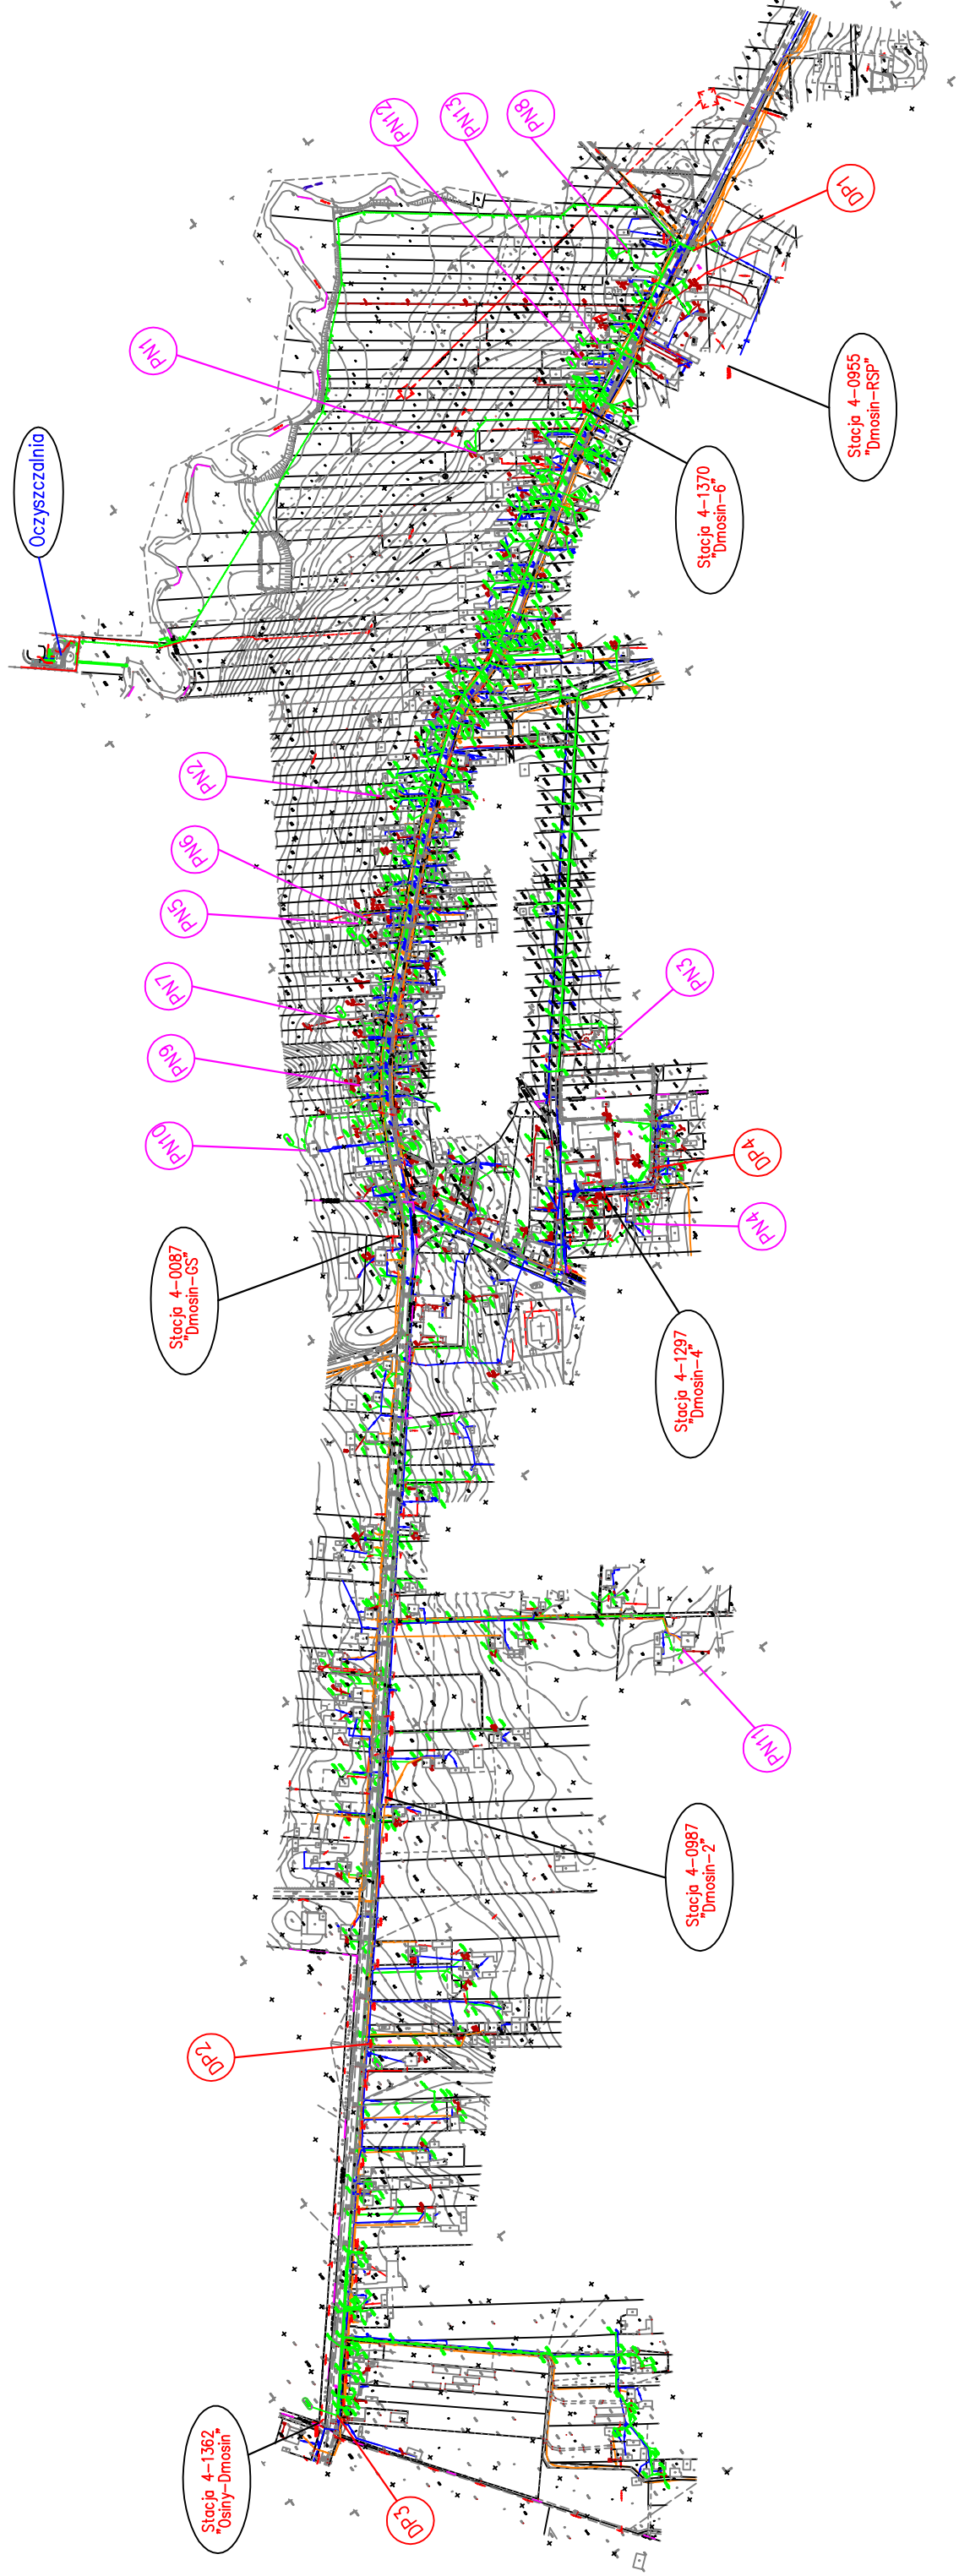 PN12
PN13
PN8
DP1
PN1
Stacja 4-0955
"Dmosin-RSP"
Oczyszczalnia
Stacja 4-1370
"Dmosin-6"
PN2
PN6
PN5
PN7
PN3
PN9
PN10
DP4
PN4
Stacja 4-0087
"Dmosin-GS"
Stacja 4-1297
"Dmosin-4"
PN11
Stacja 4-0987
"Dmosin-2"
DP2
Stacja 4-1362
"Osiny-Dmosin"
DP3